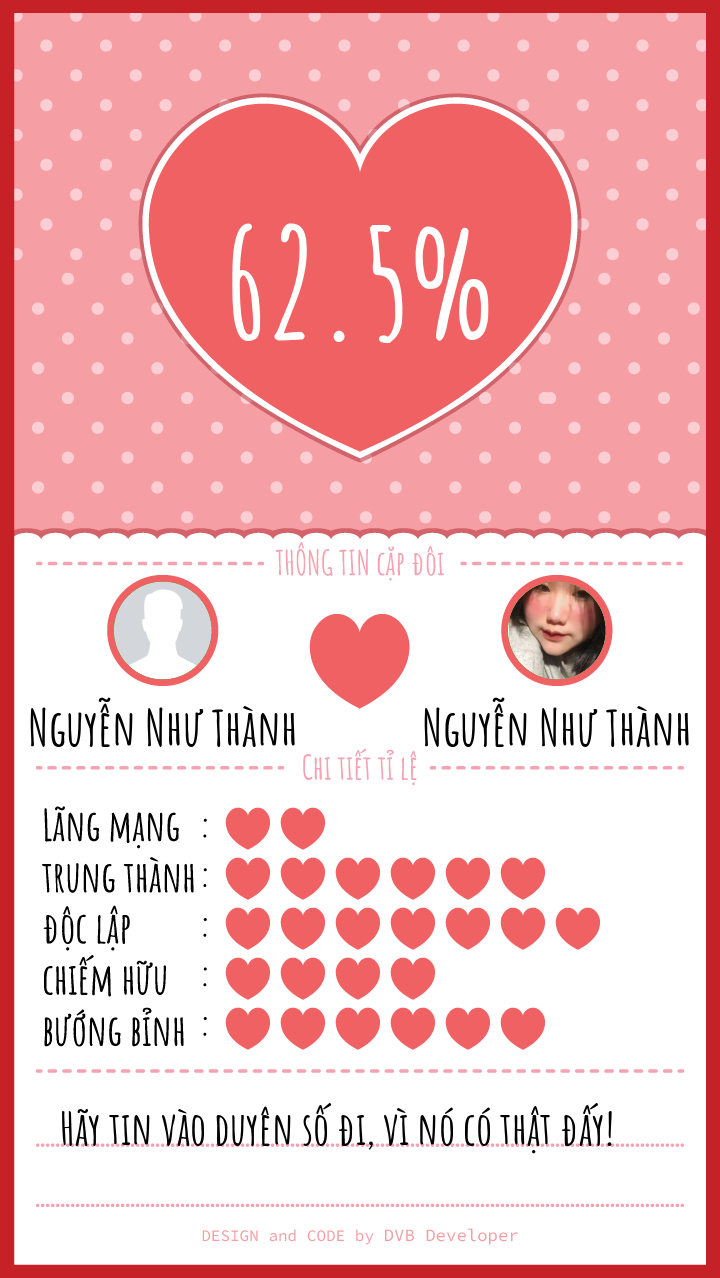 62.5%
THÔNG TIN CẶP ĐÔI
NGUYỄN NHƯ THÀNH
NGUYỄN NHƯ THÀNH
CHI TIẾT TỈ LỆ
LÃNG MẠNG :
TRUNG THÀNH :
ĐỘC LẬP :
CHIẾM HỮU :
BƯỚNG BỈNH :
HÃY TIN VÀO DUYÊN SỐ ĐI, VÌ NÓ CÓ THẬT ĐẤY!
DESIGN and CODE by DVB Developer